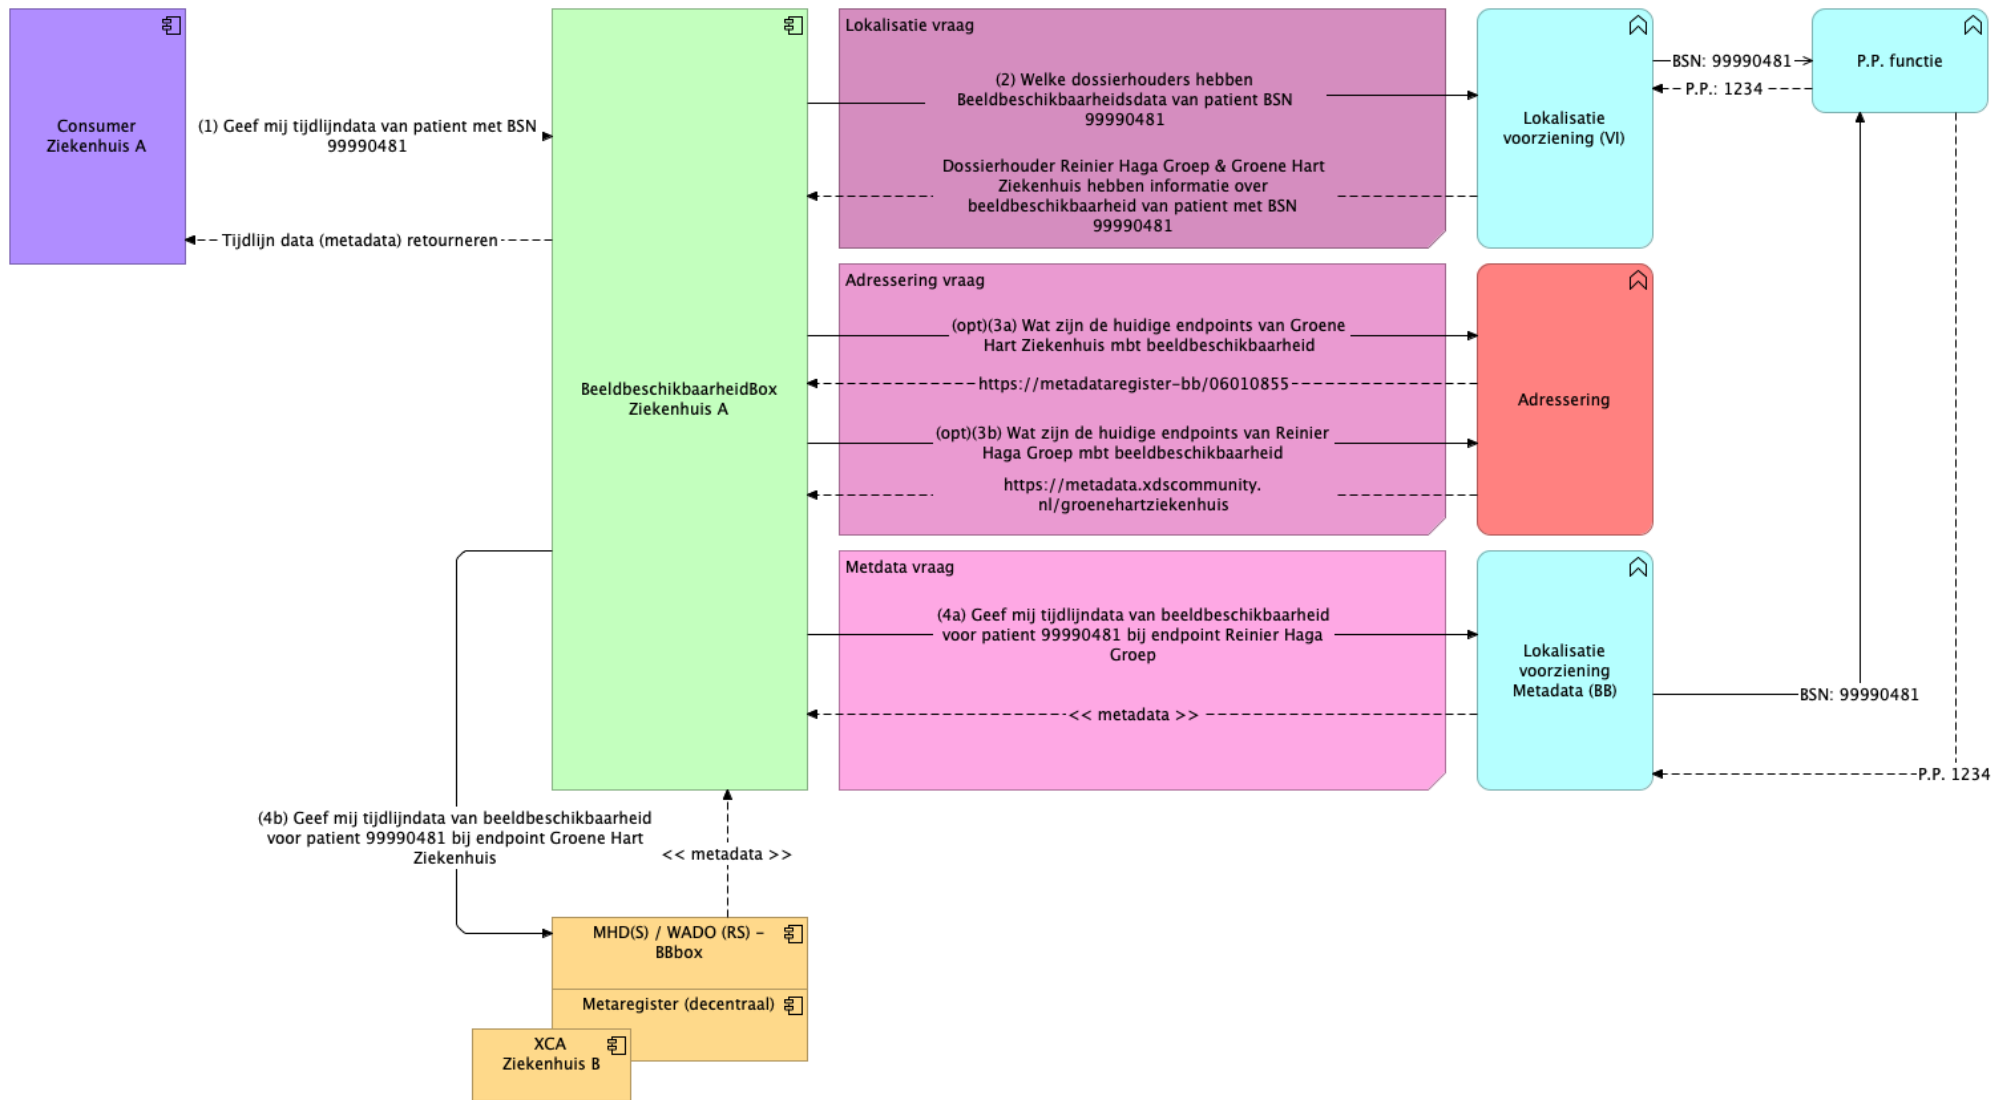 Consumer
Ziekenhuis A
(1) Geef mij tijdlijndata van patient met BSN
99990481
Tijdlijn data (metadata) retourneren
BeeldbeschikbaarheidBox
Ziekenhuis A
Lokalisatie vraag
(2) Welke dossierhouders hebben
Beeldbeschikbaarheidsdata van patient BSN
99990481
Dossierhouder Reinier Haga Groep & Groene Hart
Ziekenhuis hebben informatie over
beeldbeschikbaarheid van patient met BSN
99990481
Lokalisatie
voorziening (VI)
BSN: 99990481
P.P.: 1234
P.P. functie
Adressering vraag
(opt)(3a) Wat zijn de huidige endpoints van Groene
Hart Ziekenhuis mbt beeldbeschikbaarheid
https://metadataregister-bb/06010855
(opt)(3b) Wat zijn de huidige endpoints van Reinier
Haga Groep mbt beeldbeschikbaarheid
https://metadata.xdscommunity.
nl/groenehartziekenhuis
Adressering
Metdata vraag
(4a) Geef mij tijdlijndata van beeldbeschikbaarheid
voor patient 99990481 bij endpoint Reinier Haga
Groep
<< metadata >>
Lokalisatie
voorziening
Metadata (BB)
BSN: 99990481
P.P. 1234
(4b) Geef mij tijdlijndata van beeldbeschikbaarheid
voor patient 99990481 bij endpoint Groene Hart
Ziekenhuis
<< metadata >>
MHD(S) / WADO (RS) -
BBbox
Metaregister (decentraal)
XCA
Ziekenhuis B